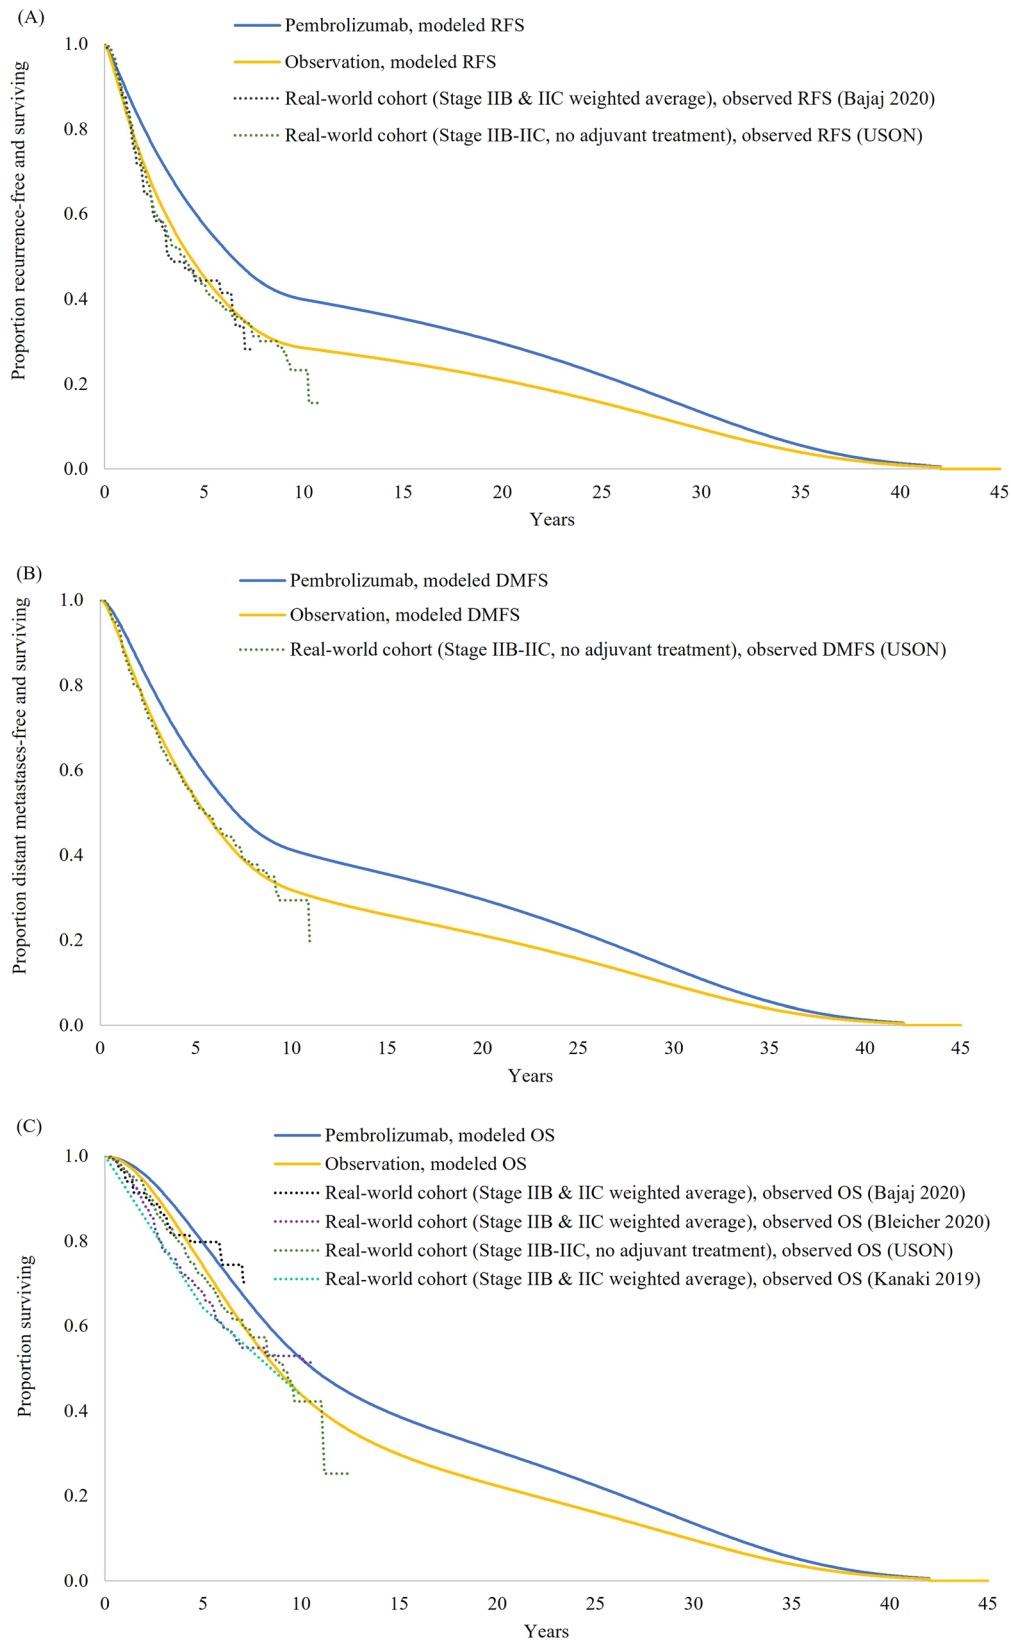 (A)
Pembrolizumab, modeled RFS
Observation, modeled RFS
Real-world cohort (Stage IIB & IIC weighted average), observed RFS (Bajaj 2020)
Real-world cohort (Stage IIB-IIC, no adjuvant treatment), observed RFS (USON)
Proportion recurrence-free and surviving
1.0
0.8
0.6
0.4
0.2
0.0
0 5 10 15 20 25 30 35 40 45
Years
(B)
Pembrolizumab, modeled DMFS
Observation, modeled DMFS
Real-world cohort (Stage IIB-IIC, no adjuvant treatment), observed DMFS (USON)
Proportion distant metastases-free and surviving
1.0
0.8
0.6
0.4
0.2
0.0
0 5 10 15 20 25 30 35 40 45
Years
(C)
Pembrolizumab, modeled OS
Observation, modeled OS
Real-world cohort (Stage IIB & IIC weighted average), observed OS (Bajaj 2020)
Real-world cohort (Stage IIB & IIC weighted average), observed OS (Bleicher 2020)
Real-world cohort (Stage IIB-IIC, no adjuvant treatment), observed OS (USON)
Real-world cohort (Stage IIB & IIC weighted average), observed OS (Kanaki 2019)
Proportion surviving
1.0
0.8
0.6
0.4
0.2
0.0
0 5 10 15 20 25 30 35 40 45
Years